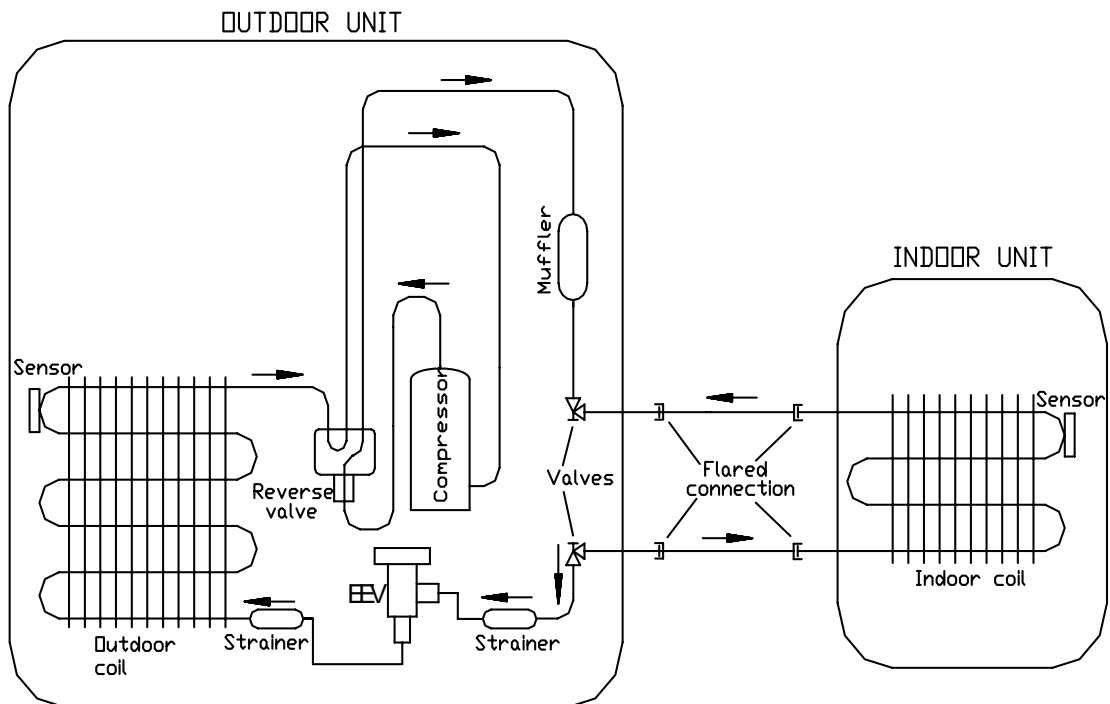 OUTDOOR UNIT
Muffler
INDOOR UNIT
Sensor
Compressor
Sensor
Reverse
valve
Valves
Flared
connection
EEV
Indoor coil
Outdoor
coil
Strainer
Strainer